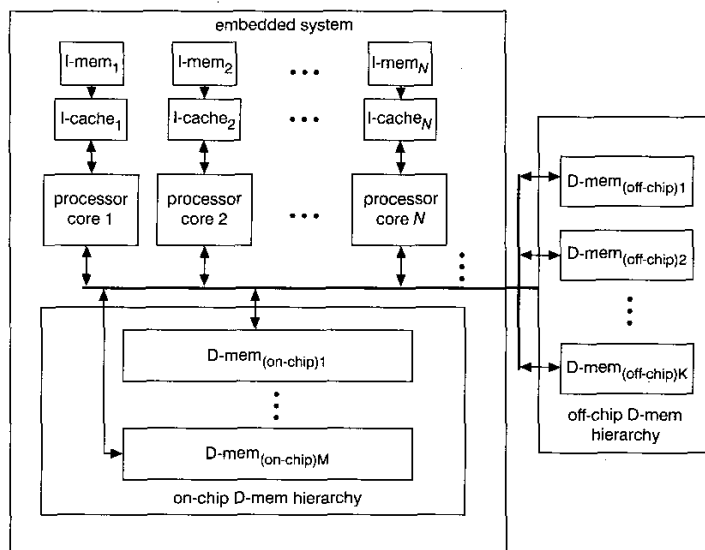 embedded system
I-mem1 I-mem2 ... I-memN
I-cache1 I-cache2 ... I-cacheN
processor core 1
processor core 2
...
processor core N
D-mem(off-chip)1
D-mem(off-chip)2
D-mem(off-chip)K
off-chip D-mem
hierarchy
D-mem(on-chip)1
D-mem(on-chip)M
on-chip D-mem hierarchy